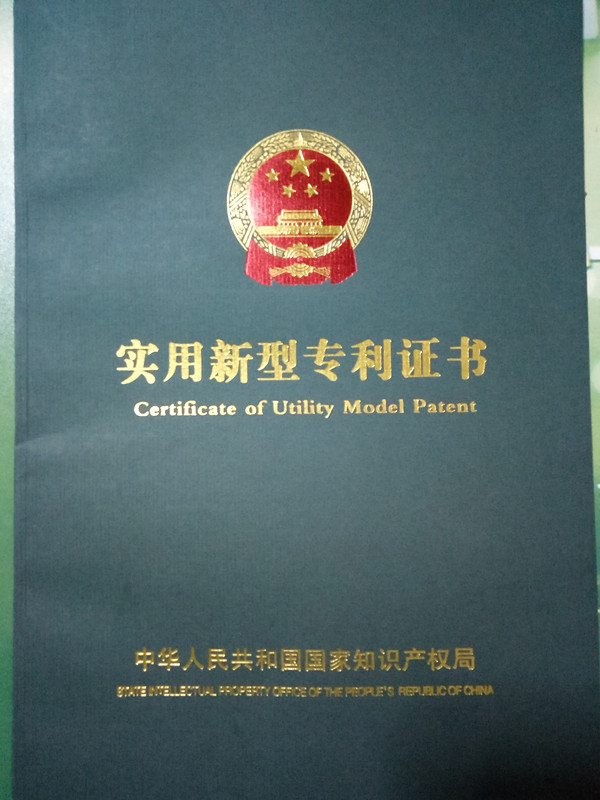 实用新型专利证书
Certificate of Utility Model Patent
中华人民共和国国家知识产权局
STATE INTELLECTUAL PROPERTY OFFICE OF THE PEOPLE'S REPUBLIC OF CHINA